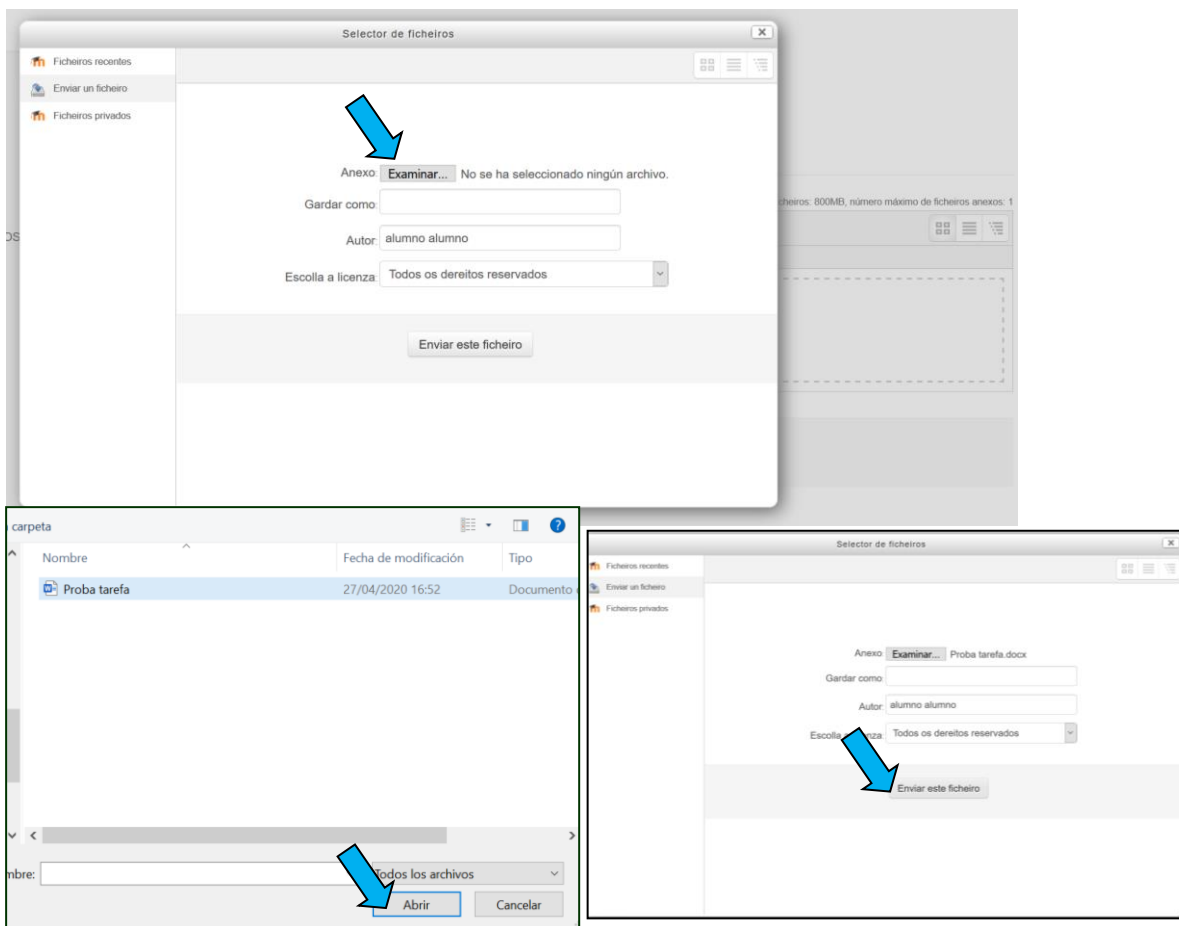 Selector de ficheiros
Ficheiros recentes
Enviar un ficheiro
Ficheiros privados
Anexo: Examinar... No se ha seleccionado ningún archivo.
Gardar como:
Autor: alumno alumno
Escolla a licenza: Todos os dereitos reservados
Enviar este ficheiro
cheiros: 800MB, número máximo de ficheiros anexos: 1
os
carpeta
Nombre Fecha de modificación Tipo
Proba tarefa 27/04/2020 16:52 Documento
mbre: Todos los archivos
Abrir Cancelar
Selector de ficheiros
Ficheiros recentes
Enviar un ficheiro
Ficheiros privados
Anexo: Examinar... Proba tarefa.docx
Gardar como:
Autor: alumno alumno
Escolla nza: Todos os dereitos reservados
Enviar este ficheiro